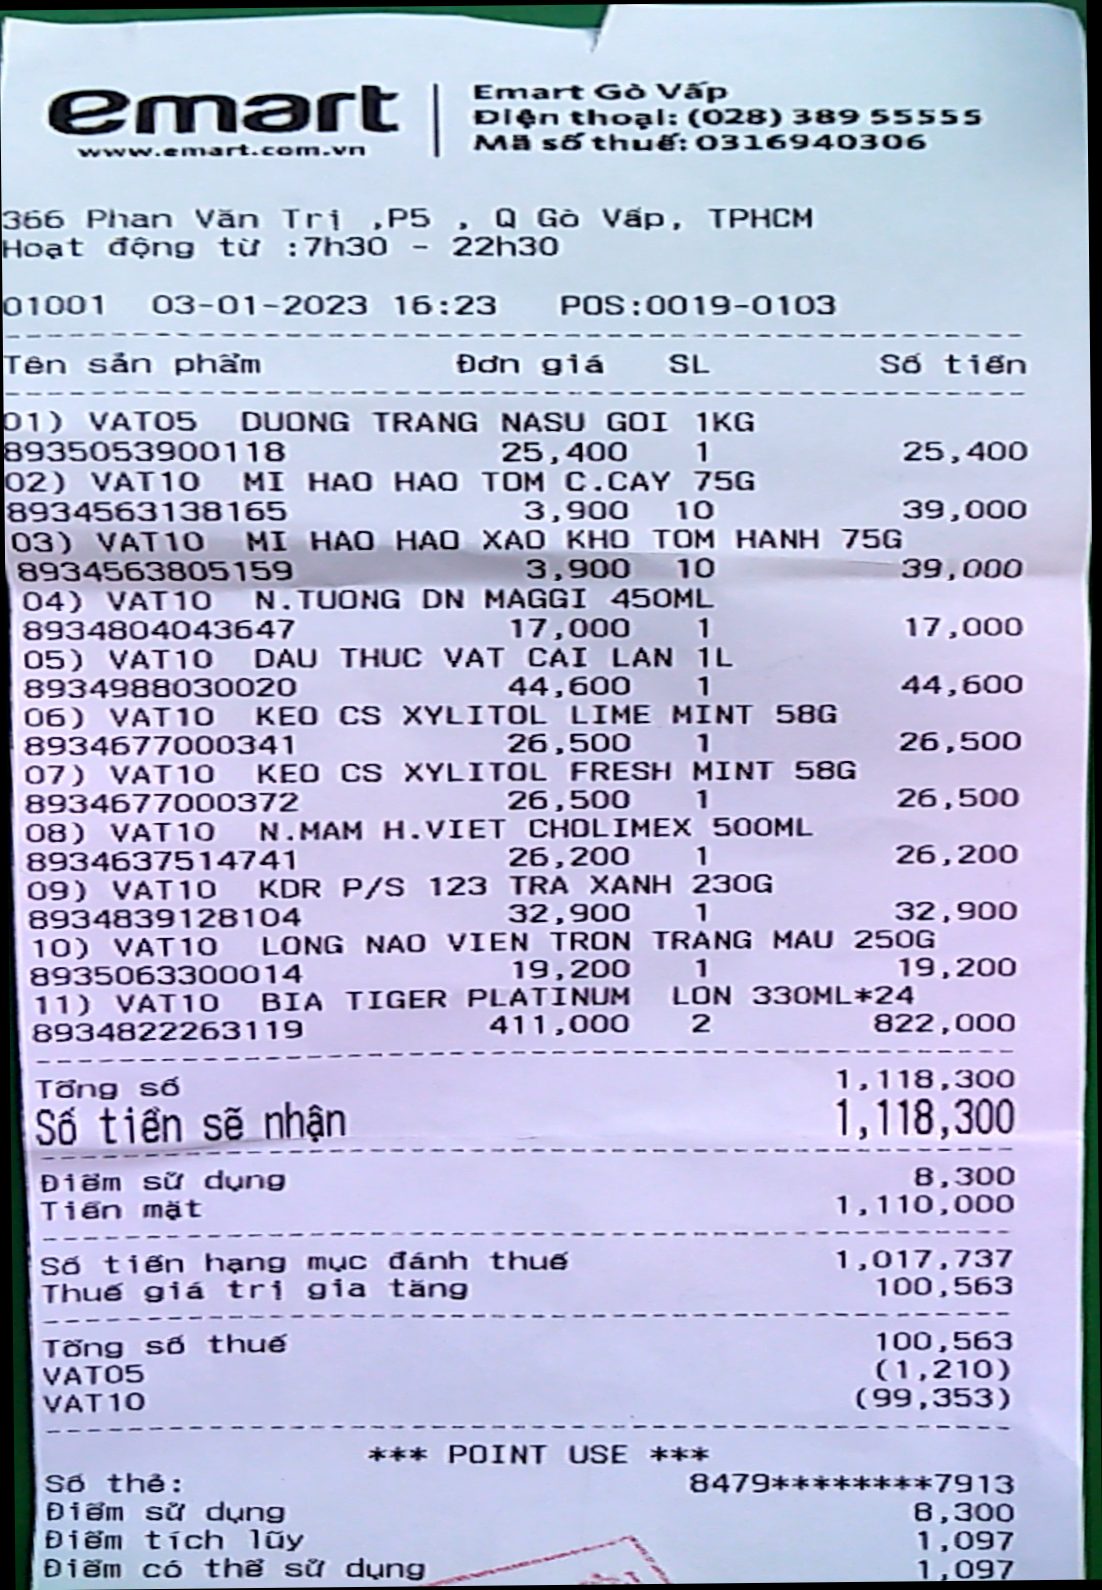 emart
www.emart.com.vn
Emart Gò Vấp
Điện thoại: (028) 389 55555
Mã số thuế: 0316940306
366 Phan Văn Trị ,P5 , Q Gò Vấp, TPHCM
Hoạt động từ :7h30 - 22h30
01001 03-01-2023 16:23 POS:0019-0103
Tên sản phẩm Đơn giá SL Số tiền
01) VAT05 DUONG TRANG NASU GOI 1KG
8935053900118 25,400 1 25,400
02) VAT10 MI HAO HAO TOM C.CAY 75G
8934563138165 3,900 10 39,000
03) VAT10 MI HAO HAO XAO KHO TOM HANH 75G
8934563805159 3,900 10 39,000
04) VAT10 N.TUONG DN MAGGI 450ML
8934804043647 17,000 1 17,000
05) VAT10 DAU THUC VAT CAI LAN 1L
8934988030020 44,600 1 44,600
06) VAT10 KEO CS XYLITOL LIME MINT 58G
8934677000341 26,500 1 26,500
07) VAT10 KEO CS XYLITOL FRESH MINT 58G
8934677000372 26,500 1 26,500
08) VAT10 N.MAM H.VIET CHOLIMEX 500ML
8934637514741 26,200 1 26,200
09) VAT10 KDR P/S 123 TRA XANH 230G
8934839128104 32,900 1 32,900
10) VAT10 LONG NAO VIEN TRON TRANG MAU 250G
8935063300014 19,200 1 19,200
11) VAT10 BIA TIGER PLATINUM LON 330ML*24
8934822263119 411,000 2 822,000
Tổng số 1,118,300
Số tiền sẽ nhận 1,118,300
Điểm sử dụng 8,300
Tiền mặt 1,110,000
Số tiền hạng mục đánh thuế 1,017,737
Thuế giá trị gia tăng 100,563
Tổng số thuế 100,563
VAT05 (1,210)
VAT10 (99,353)
*** POINT USE ***
Số thẻ: 8479********7913
Điểm sử dụng 8,300
Điểm tích lũy 1,097
Điểm có thể sử dụng 1,097